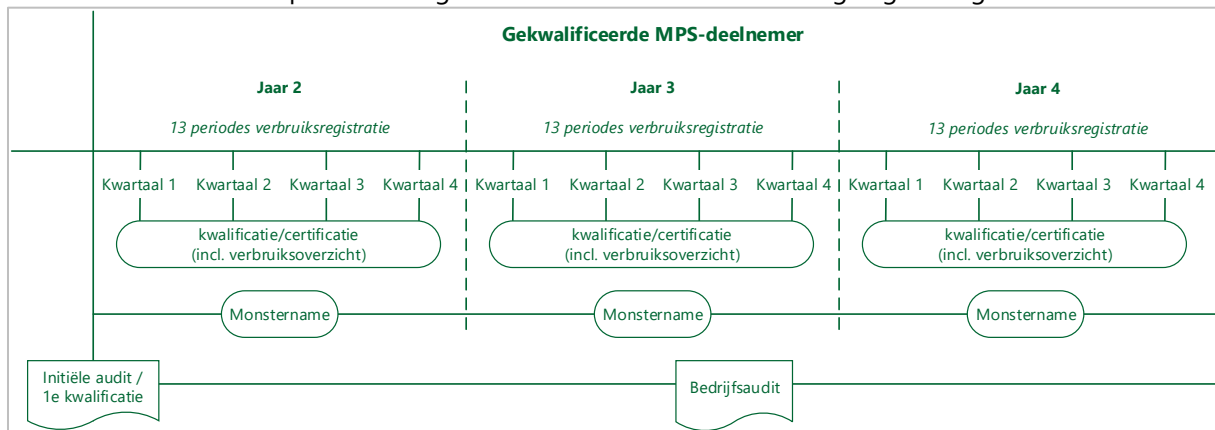 Gekwalificeerde MPS-deelnemer
Jaar 2
Jaar 3
Jaar 4
13 periodes verbruiksregistratie
13 periodes verbruiksregistratie
13 periodes verbruiksregistratie
Kwartaal 1 Kwartaal 2 Kwartaal 3 Kwartaal 4 Kwartaal 1 Kwartaal 2 Kwartaal 3 Kwartaal 4 Kwartaal 1 Kwartaal 2 Kwartaal 3 Kwartaal 4
kwalificatie/certificatie
(incl. verbruiksoverzicht)
kwalificatie/certificatie
(incl. verbruiksoverzicht)
kwalificatie/certificatie
(incl. verbruiksoverzicht)
Monstername
Monstername
Monstername
Initiële audit /
1e kwalificatie
Bedrijfsaudit